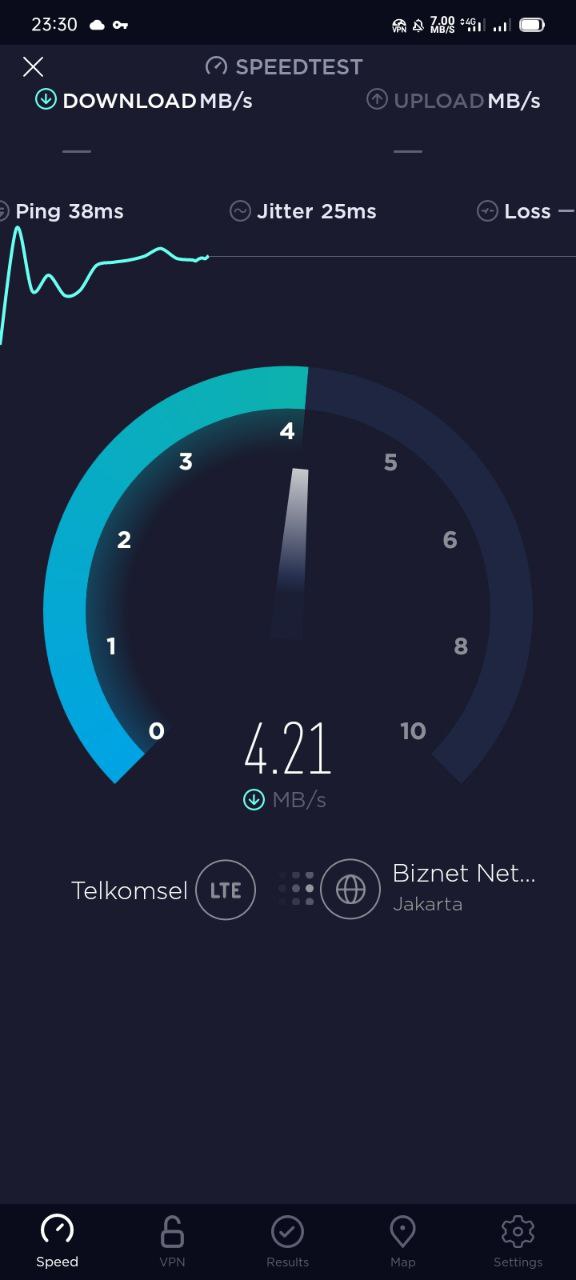 23:30 VPN 7.00 MB/S 4G
SPEEDTEST
DOWNLOAD MB/s UPLOAD MB/s
— —
Ping 38ms Jitter 25ms Loss —
4
3 5
2 6
1 8
0 10
4.21
MB/s
Telkomsel LTE Biznet Net...
Jakarta
Speed VPN Results Map Settings